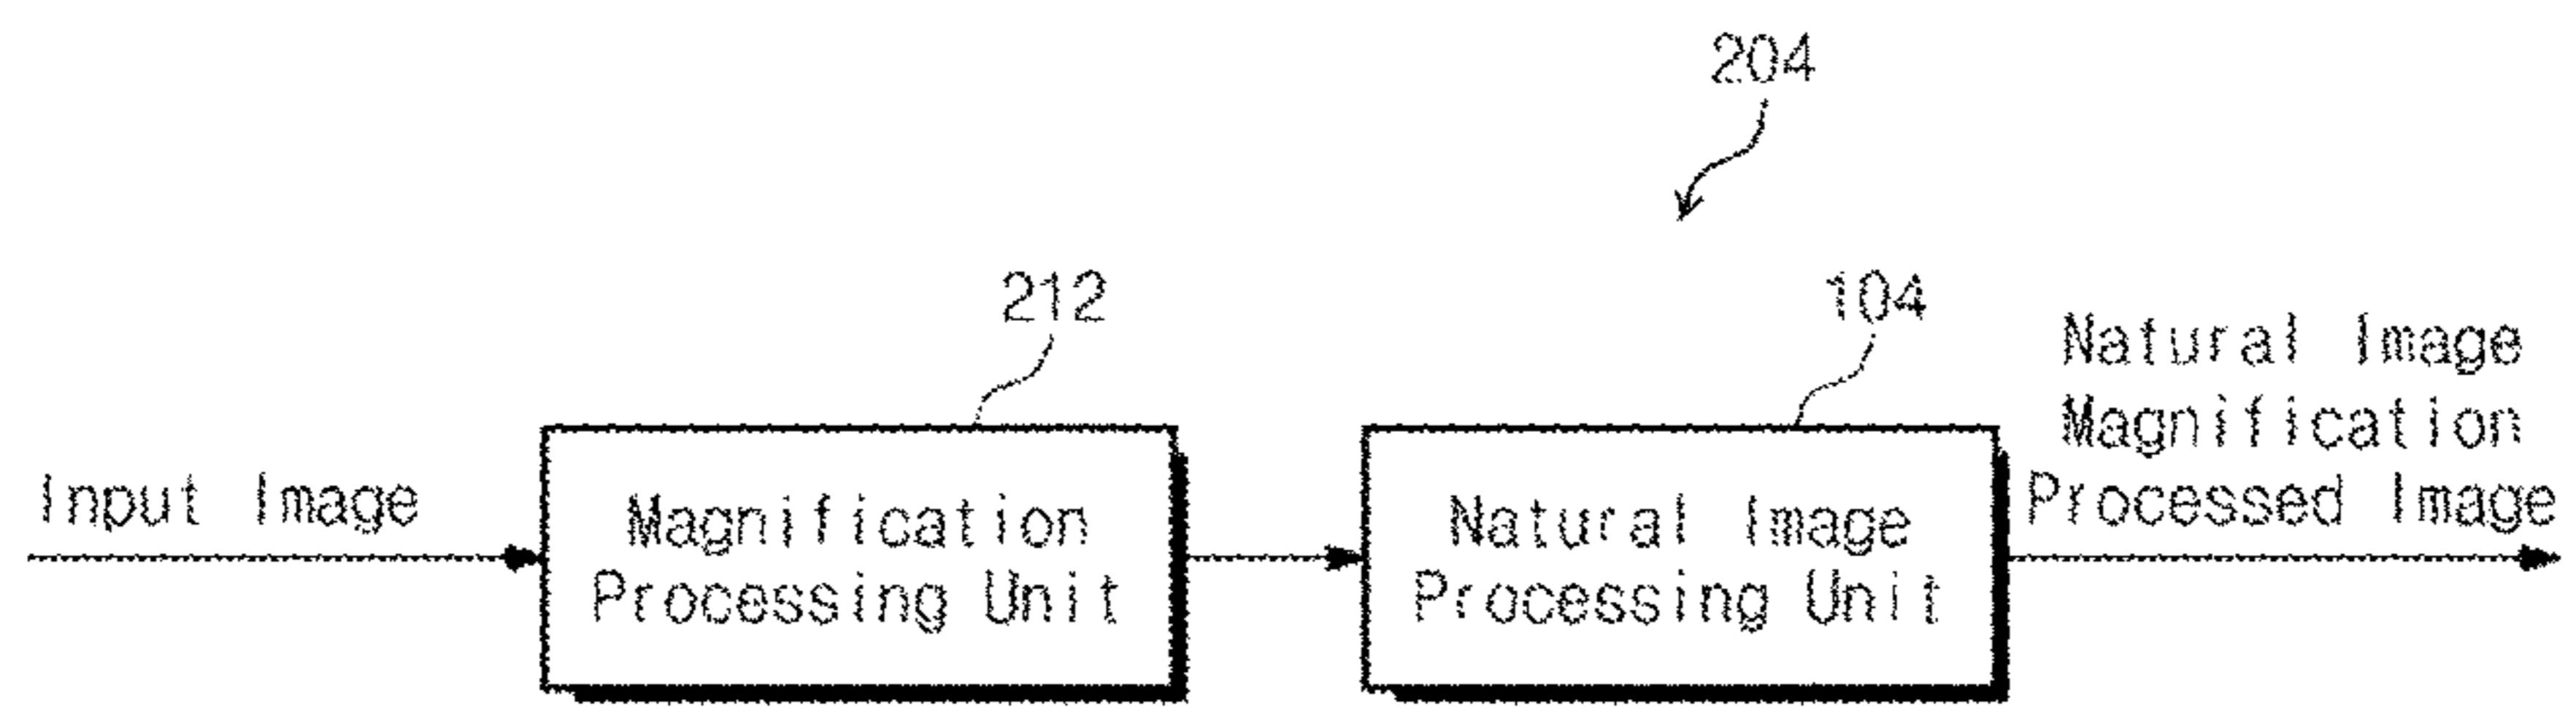 204
212
104
Natural Image
Magnification
Processed Image
Input Image
Magnification
Processing Unit
Natural Image
Processing Unit